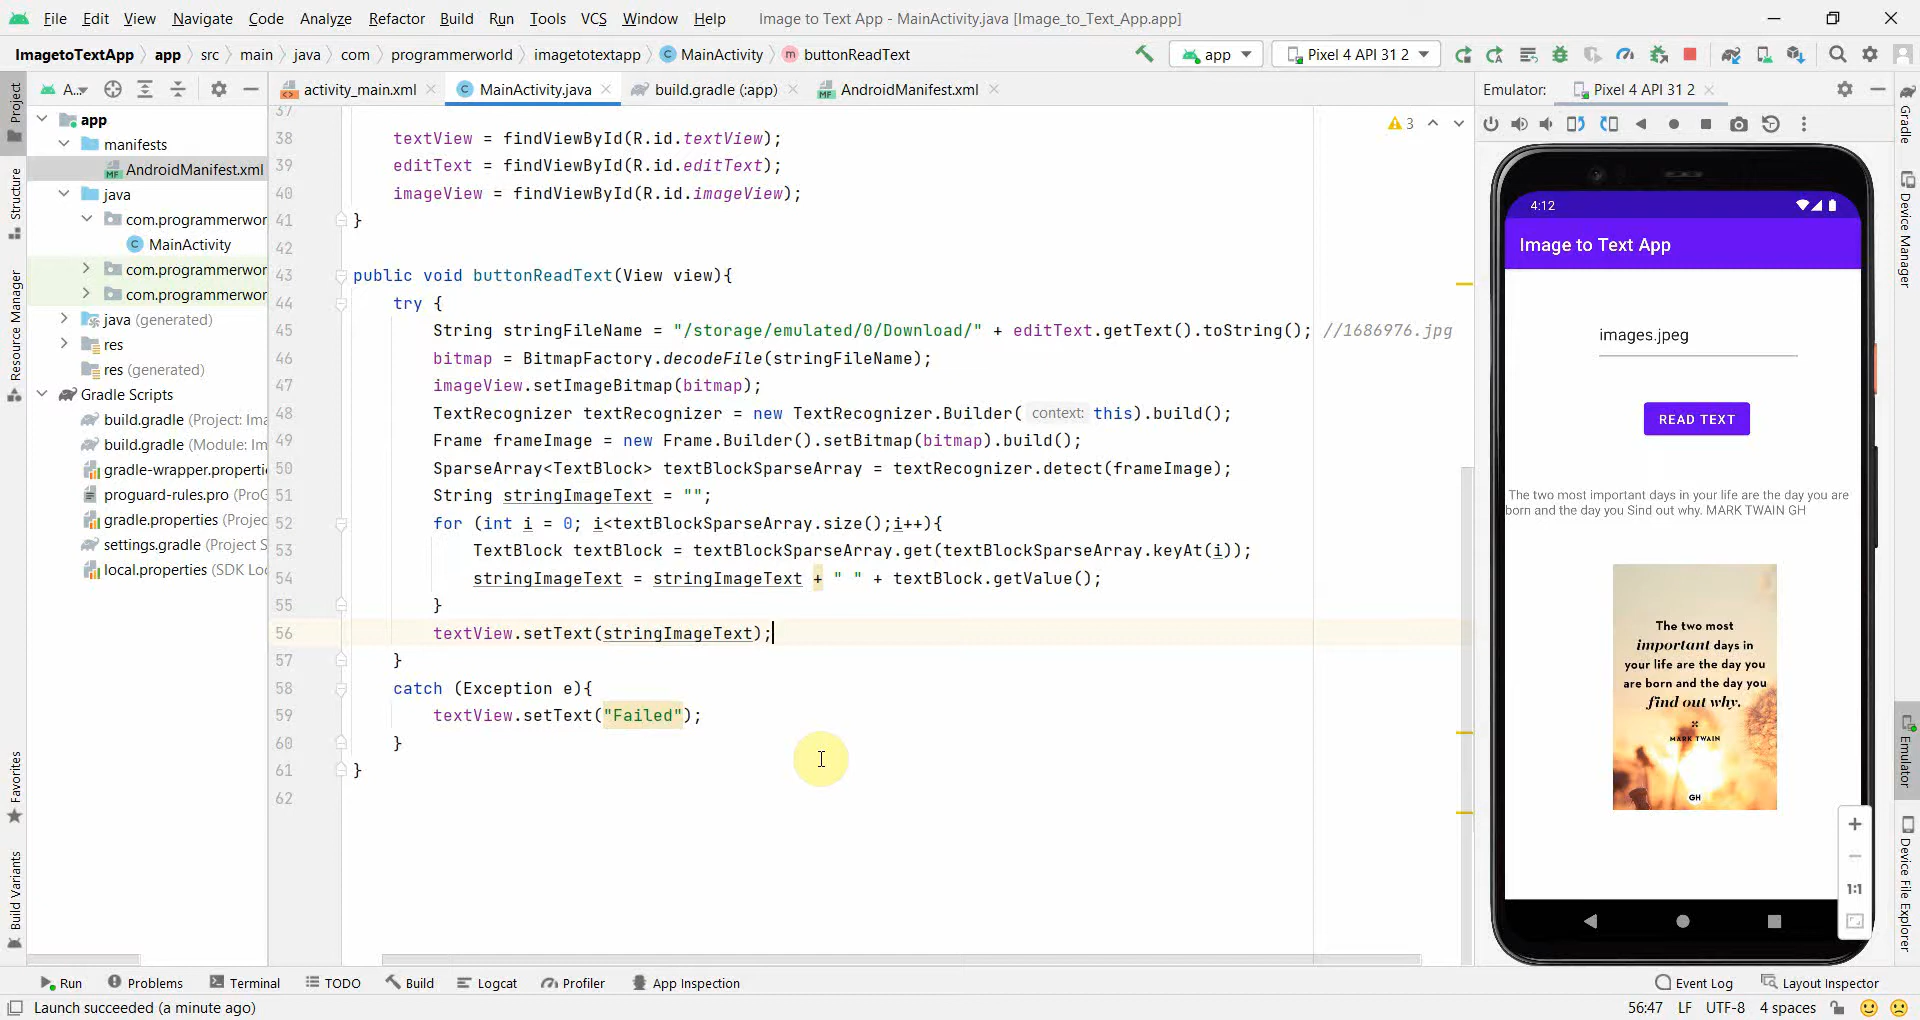 File Edit View Navigate Code Analyze Refactor Build Run Tools VCS Window Help Image to Text App - MainActivity.java [Image_to_Text_App.app]
ImagetoTextApp app src main java com programmerworld imagetotextapp MainActivity buttonReadText app Pixel 4 API 31 2
A... activity_main.xml MainActivity.java build.gradle (:app) AndroidManifest.xml Emulator: Pixel 4 API 31 2
Project
Structure
Resource Manager
Favorites
Build Variants
app
manifests
AndroidManifest.xml
java
com.programmerwor
MainActivity
com.programmerwor
com.programmerwor
java (generated)
res
res (generated)
Gradle Scripts
build.gradle (Project: Ima
build.gradle (Module: Im
gradle-wrapper.properti
proguard-rules.pro (ProG
gradle.properties (Projec
settings.gradle (Project S
local.properties (SDK Loc
3
37
38 textView = findViewById(R.id.textView);
39 editText = findViewById(R.id.editText);
40 imageView = findViewById(R.id.imageView);
41 }
42
43 public void buttonReadText(View view){
44 try {
45 String stringFileName = "/storage/emulated/0/Download/" + editText.getText().toString(); //1686976.jpg
46 bitmap = BitmapFactory.decodeFile(stringFileName);
47 imageView.setImageBitmap(bitmap);
48 TextRecognizer textRecognizer = new TextRecognizer.Builder( context: this).build();
49 Frame frameImage = new Frame.Builder().setBitmap(bitmap).build();
50 SparseArray<TextBlock> textBlockSparseArray = textRecognizer.detect(frameImage);
51 String stringImageText = "";
52 for (int i = 0; i<textBlockSparseArray.size();i++){
53 TextBlock textBlock = textBlockSparseArray.get(textBlockSparseArray.keyAt(i));
54 stringImageText = stringImageText + " " + textBlock.getValue();
55 }
56 textView.setText(stringImageText);
57 }
58 catch (Exception e){
59 textView.setText("Failed");
60 }
61 }
62
4:12
Image to Text App
images.jpeg
READ TEXT
The two most important days in your life are the day you are
born and the day you Sind out why. MARK TWAIN GH
The two most
important days in
your life are the day you
are born and the day you
find out why.
MARK TWAIN
GH
1:1
Gradle
Device Manager
Emulator
Device File Explorer
Run Problems Terminal TODO Build Logcat Profiler App Inspection Event Log Layout Inspector
Launch succeeded (a minute ago) 56:47 LF UTF-8 4 spaces